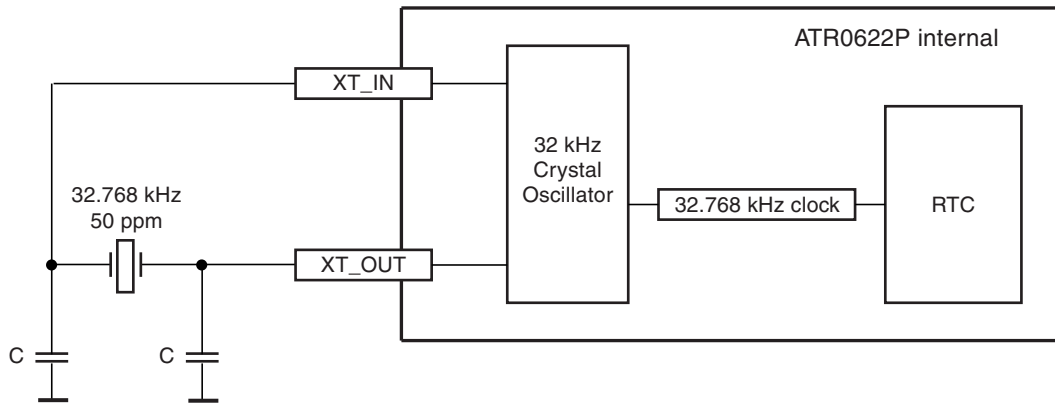 ATR0622P internal
XT_IN
32 kHz
Crystal
Oscillator
32.768 kHz
50 ppm
32.768 kHz clock
RTC
XT_OUT
C
C